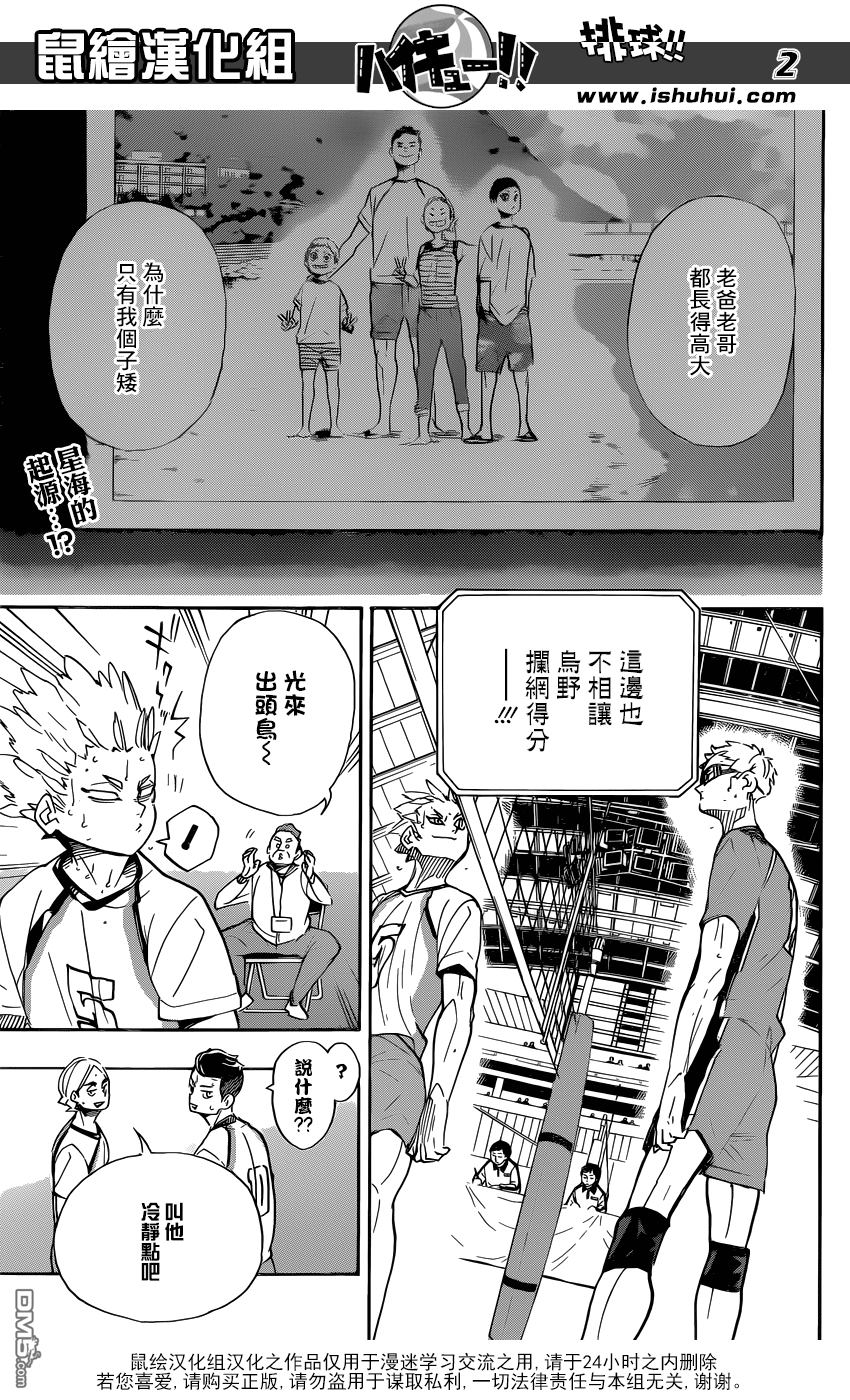 鼠繪漢化組
ハイキュー!!
排球!!
2
www.ishuhui.com
老爸老哥
都長得高大
為什麼
只有我個子矮
星海的
起源…!?
這邊也
不相讓
烏野
攔網得分
——!!!
光來
出頭鳥~
!
?
說什麼??
叫他
冷靜點吧
DM5
鼠绘汉化组汉化之作品仅用于漫迷学习交流之用, 请于24小时之内删除
若您喜爱, 请购买正版, 请勿盗用于谋取私利, 一切法律责任与本组无关, 谢谢。